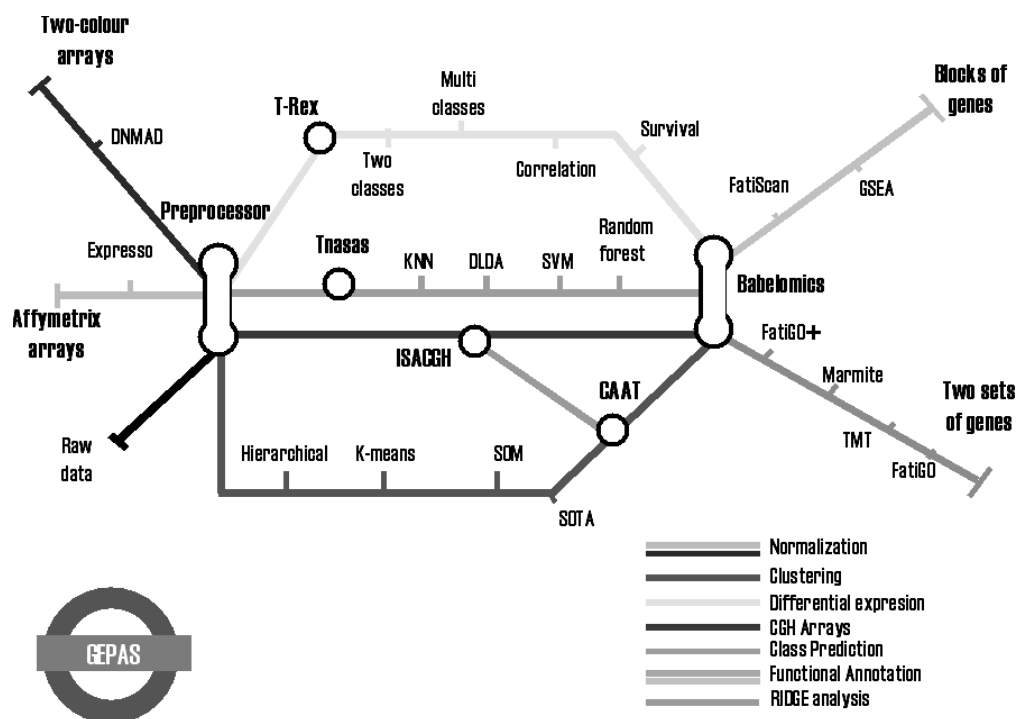 Two-colour
arrays
DNMAD
T-Rex
Multi
classes
Two
classes
Correlation
Survival
Blocks of
genes
FatiScan
GSEA
Preprocessor
Expresso
Affymetrix
arrays
Tnasas
KNN
DLDA
SVM
Random
forest
Babelomics
FatiGO+
Marmite
TMT
FatiGO
Two sets
of genes
ISACGH
CAAT
Raw
data
Hierarchical
K-means
SOM
SOTA
Normalization
Clustering
Differential expresion
CGH Arrays
Class Prediction
Functional Annotation
RIDGE analysis
GEPAS